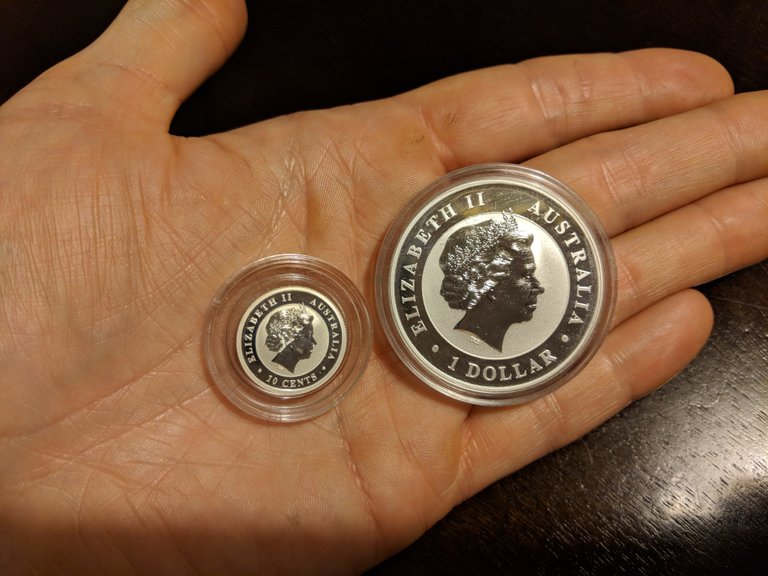 ELIZABETH II AUSTRALIA
• 10 CENTS •
ELIZABETH II AUSTRALIA
• 1 DOLLAR •